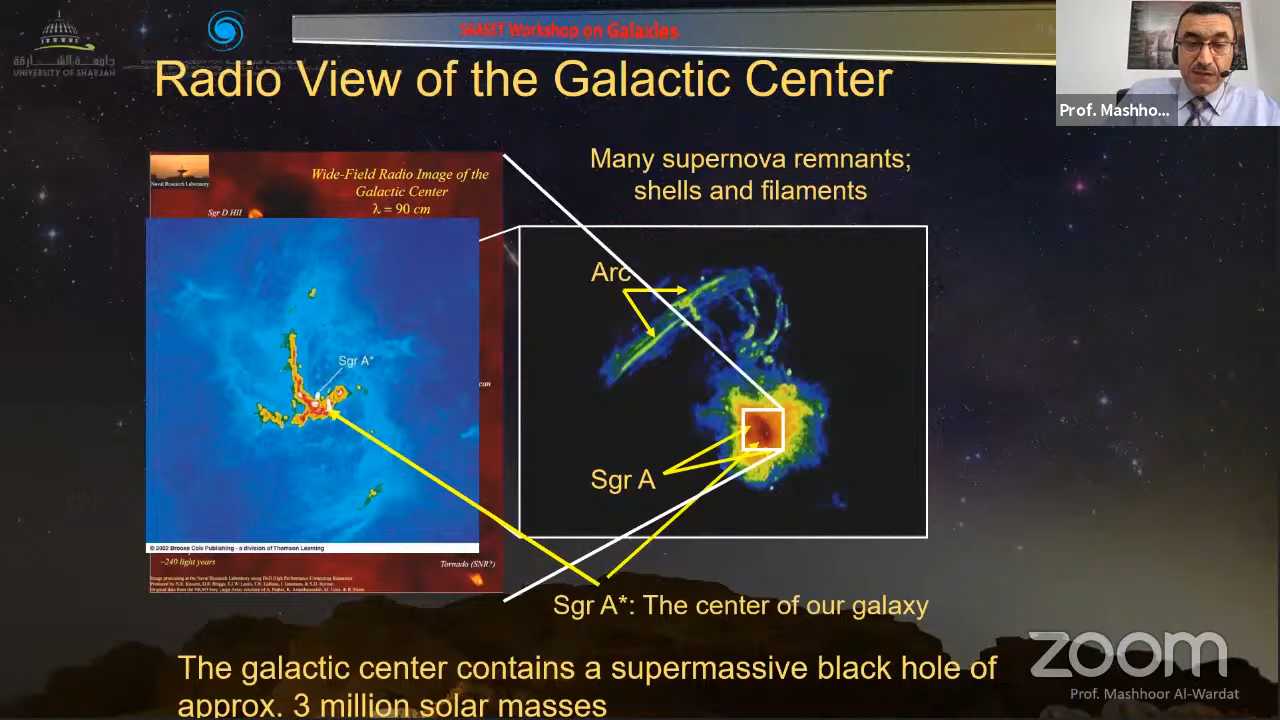 SAASST Workshop on Galaxies
جامعة الشارقة
UNIVERSITY OF SHARJAH
Radio View of the Galactic Center
Prof. Mashho...
Naval Research Laboratory
Wide-Field Radio Image of the
Galactic Center
λ = 90 cm
Sgr D HII
Many supernova remnants;
shells and filaments
Arc
Sgr A*
Sgr A
© 2002 Brooks Cole Publishing - a division of Thomson Learning
~240 light years
Tornado (SNR?)
Sgr A*: The center of our galaxy
The galactic center contains a supermassive black hole of
approx. 3 million solar masses
zoom
Prof. Mashhoor Al-Wardat